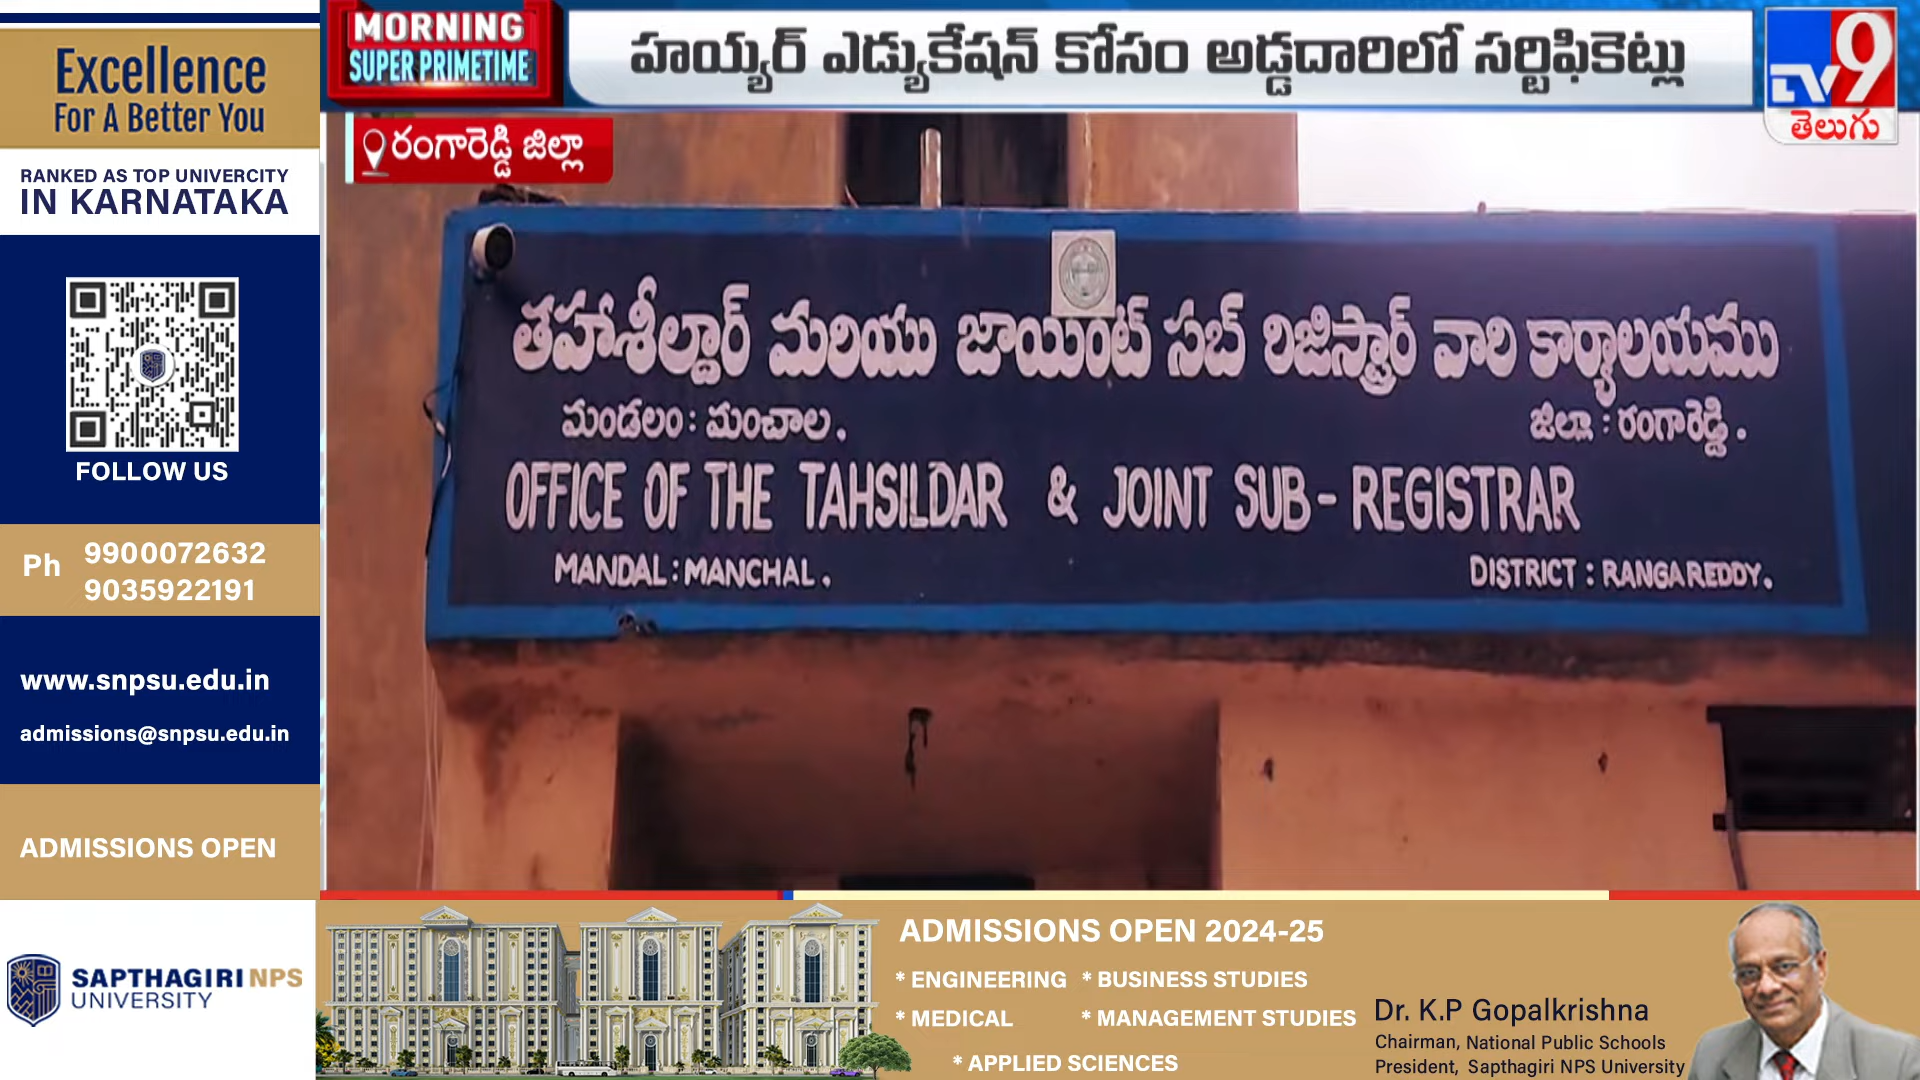 Excellence
For A Better You
RANKED AS TOP UNIVERCITY
IN KARNATAKA
FOLLOW US
Ph 9900072632
9035922191
www.snpsu.edu.in
admissions@snpsu.edu.in
ADMISSIONS OPEN
SAPTHAGIRI NPS
UNIVERSITY
MORNING
SUPER PRIMETIME
హయ్యర్ ఎడ్యుకేషన్ కోసం అడ్డదారిలో సర్టిఫికెట్లు
TV9
తెలుగు
రంగారెడ్డి జిల్లా
తహాశీల్దార్ మరియు జాయింట్ సబ్ రిజిస్ట్రార్ వారి కార్యాలయము
మండలం : మంచాల. జిల్లా : రంగారెడ్డి.
OFFICE OF THE TAHSILDAR & JOINT SUB-REGISTRAR
MANDAL : MANCHAL. DISTRICT : RANGAREDDY.
ADMISSIONS OPEN 2024-25
* ENGINEERING * BUSINESS STUDIES
* MEDICAL * MANAGEMENT STUDIES
* APPLIED SCIENCES
Dr. K.P Gopalkrishna
Chairman, National Public Schools
President, Sapthagiri NPS University